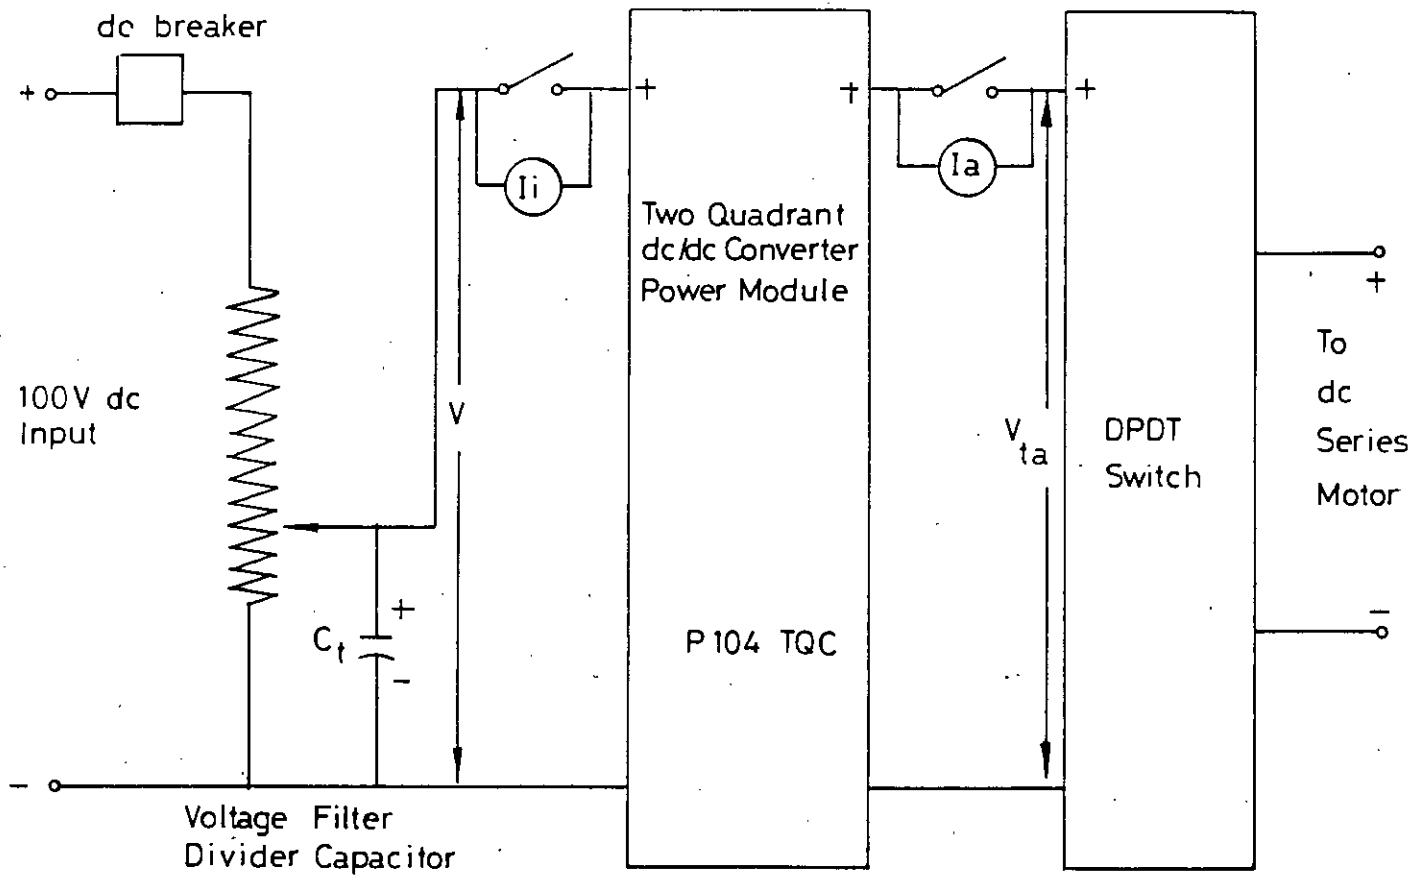 dc breaker
+
+
+
+
Ii
Ia
Two Quadrant
dc/dc Converter
Power Module
+
To
dc
Series
Motor
100V dc
Input
V
Vta
DPDT
Switch
+
Ct
-
P104 TQC
-
-
Voltage Filter
Divider Capacitor